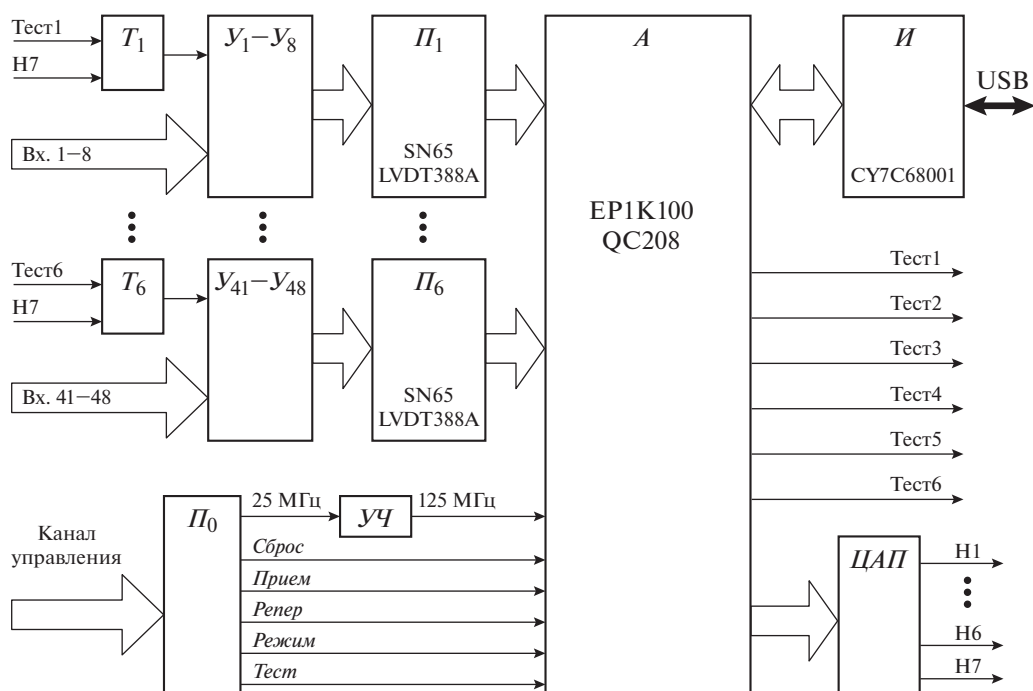 Тест1
Н7
T1
У1–У8
П1
А
И
USB
Вх. 1–8
SN65
LVDT388A
CY7C68001
EP1K100
QC208
Тест6
Н7
T6
У41–У48
П6
Вх. 41–48
SN65
LVDT388A
Тест1
Тест2
Тест3
Тест4
Тест5
Тест6
Канал
управления
П0
25 МГц
УЧ
125 МГц
Сброс
Прием
Репер
Режим
Тест
ЦАП
Н1
Н6
Н7